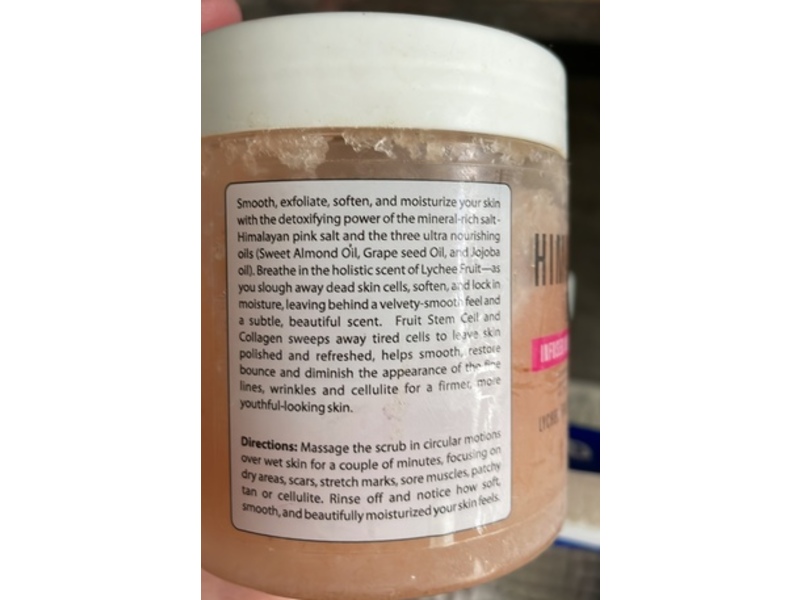 Smooth, exfoliate, soften, and moisturize your skin
with the detoxifying power of the mineral-rich salt -
Himalayan pink salt and the three ultra nourishing
oils (Sweet Almond Oil, Grape seed Oil, and Jojoba
oil). Breathe in the holistic scent of Lychee Fruit—as
you slough away dead skin cells, soften, and lock in
moisture, leaving behind a velvety-smooth feel and
a subtle, beautiful scent. Fruit Stem Cell and
Collagen sweeps away tired cells to leave skin
polished and refreshed, helps smooth, restore
bounce and diminish the appearance of the fine
lines, wrinkles and cellulite for a firmer, more
youthful-looking skin.
Directions: Massage the scrub in circular motions
over wet skin for a couple of minutes, focusing on
dry areas, scars, stretch marks, sore muscles, patchy
tan or cellulite. Rinse off and notice how soft,
smooth, and beautifully moisturized your skin feels.